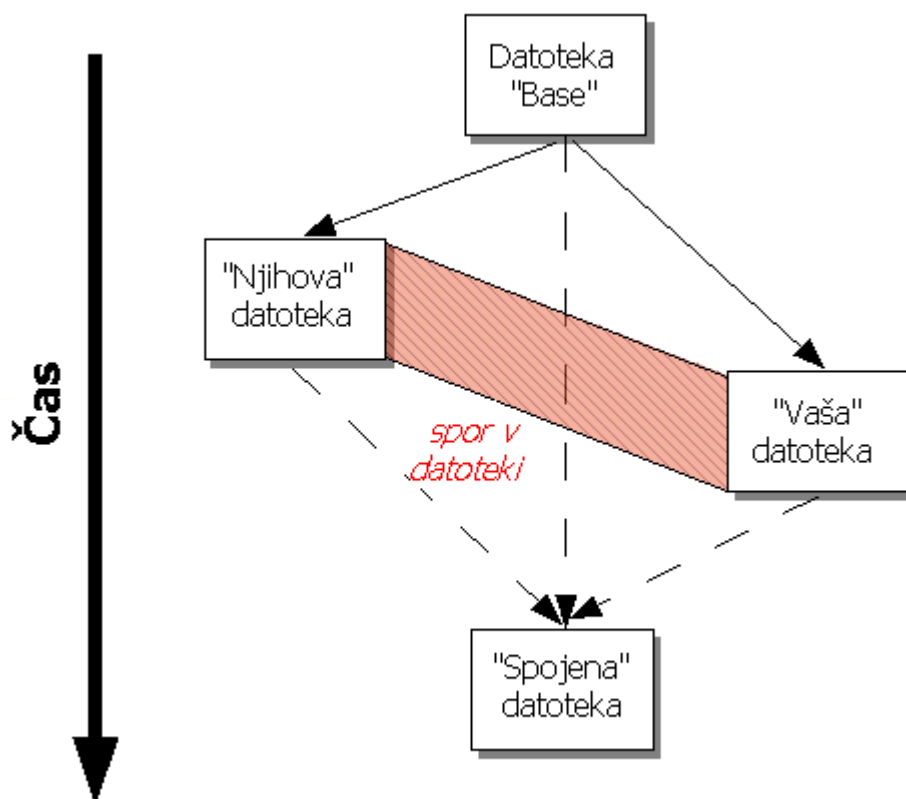 Datoteka
"Base"
"Njihova"
datoteka
Čas
"Vaša"
datoteka
spor v
datoteki
"Spojena"
datoteka